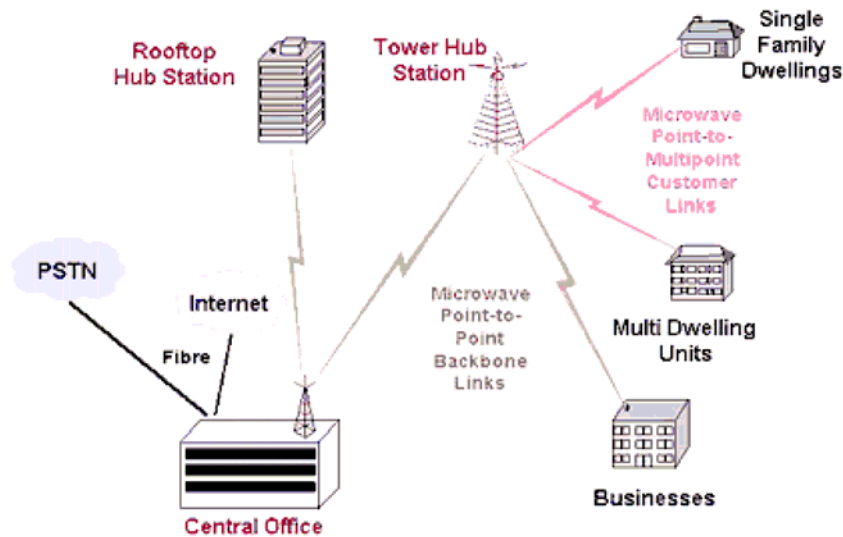 Rooftop
Hub Station
Tower Hub
Station
Single
Family
Dwellings
Microwave
Point-to-
Multipoint
Customer
Links
PSTN
Internet
Fibre
Microwave
Point-to-
Point
Backbone
Links
Multi Dwelling
Units
Businesses
Central Office